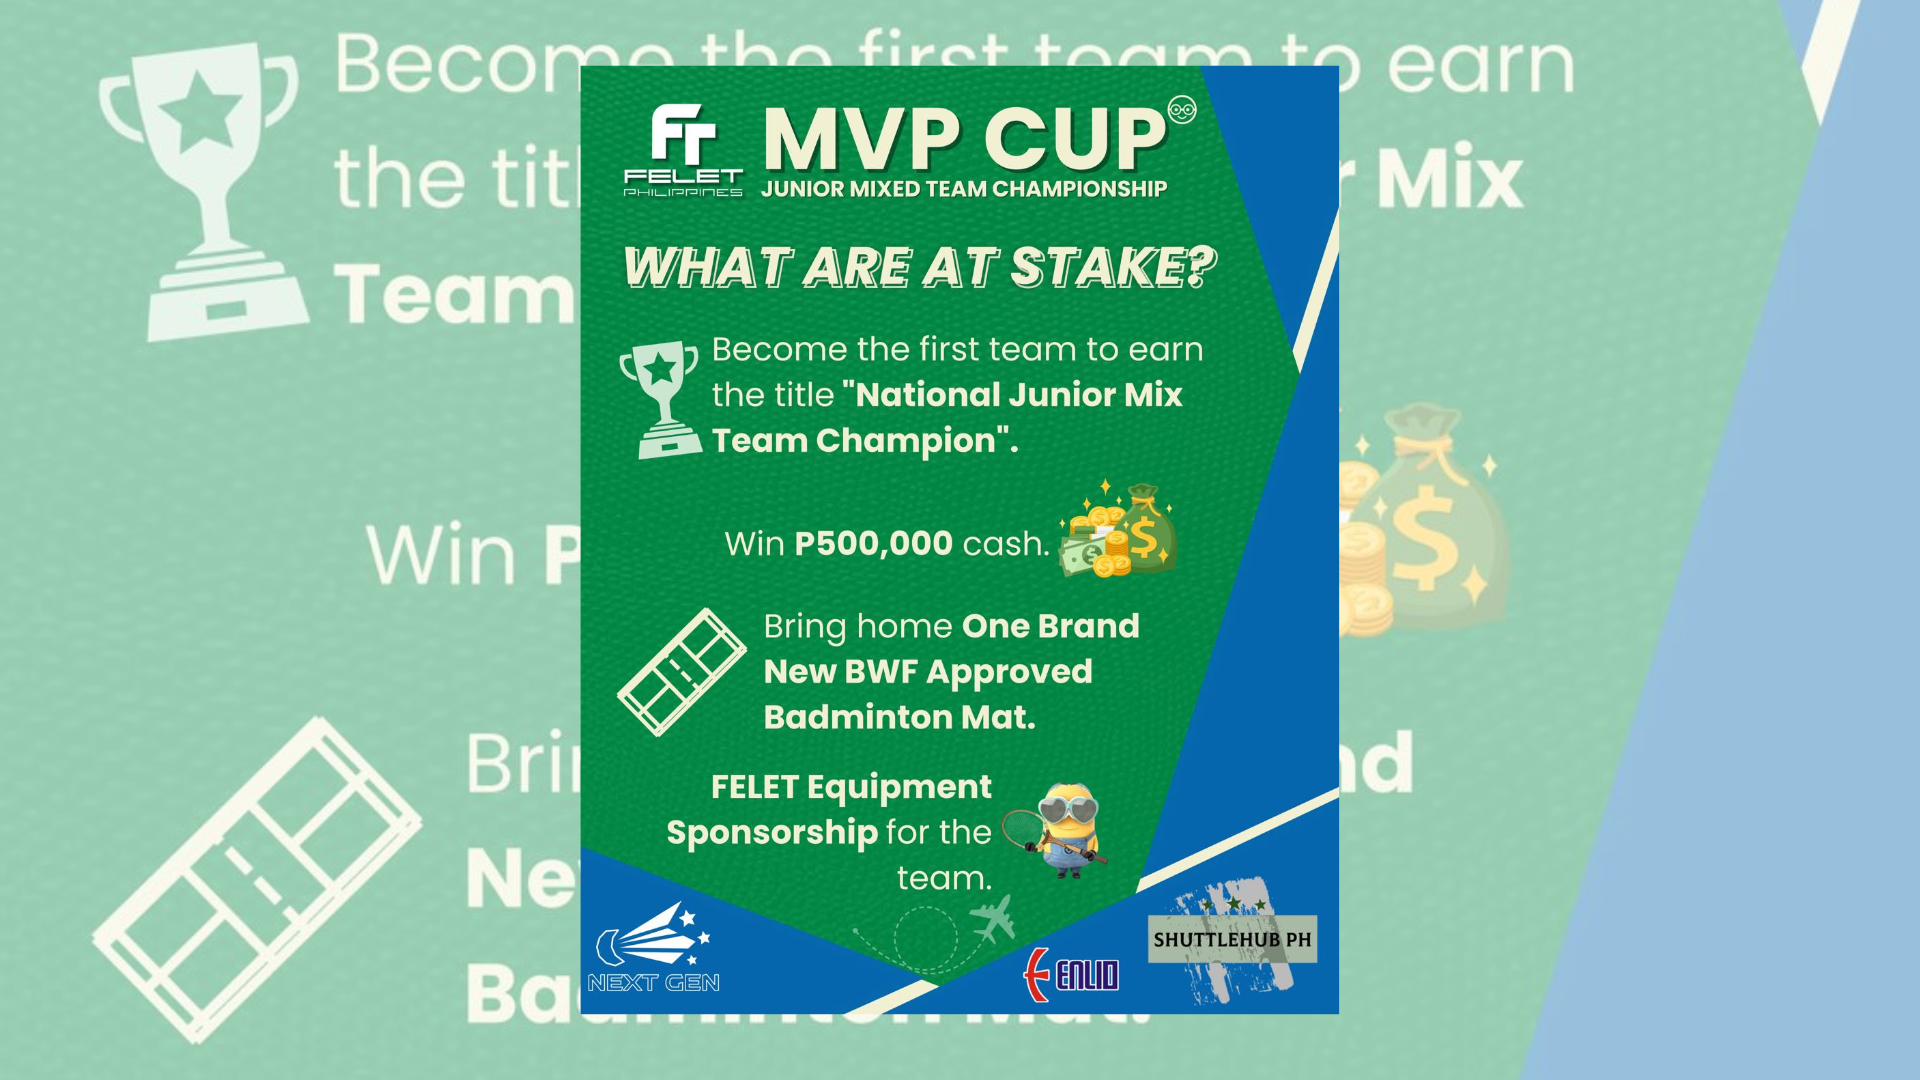 FELET
PHILIPPINES
MVP CUP
JUNIOR MIXED TEAM CHAMPIONSHIP
WHAT ARE AT STAKE?
Become the first team to earn
the title "National Junior Mix
Team Champion".
Win P500,000 cash.
Bring home One Brand
New BWF Approved
Badminton Mat.
FELET Equipment
Sponsorship for the
team.
NEXT GEN
ENLIO
SHUTTLEHUB PH